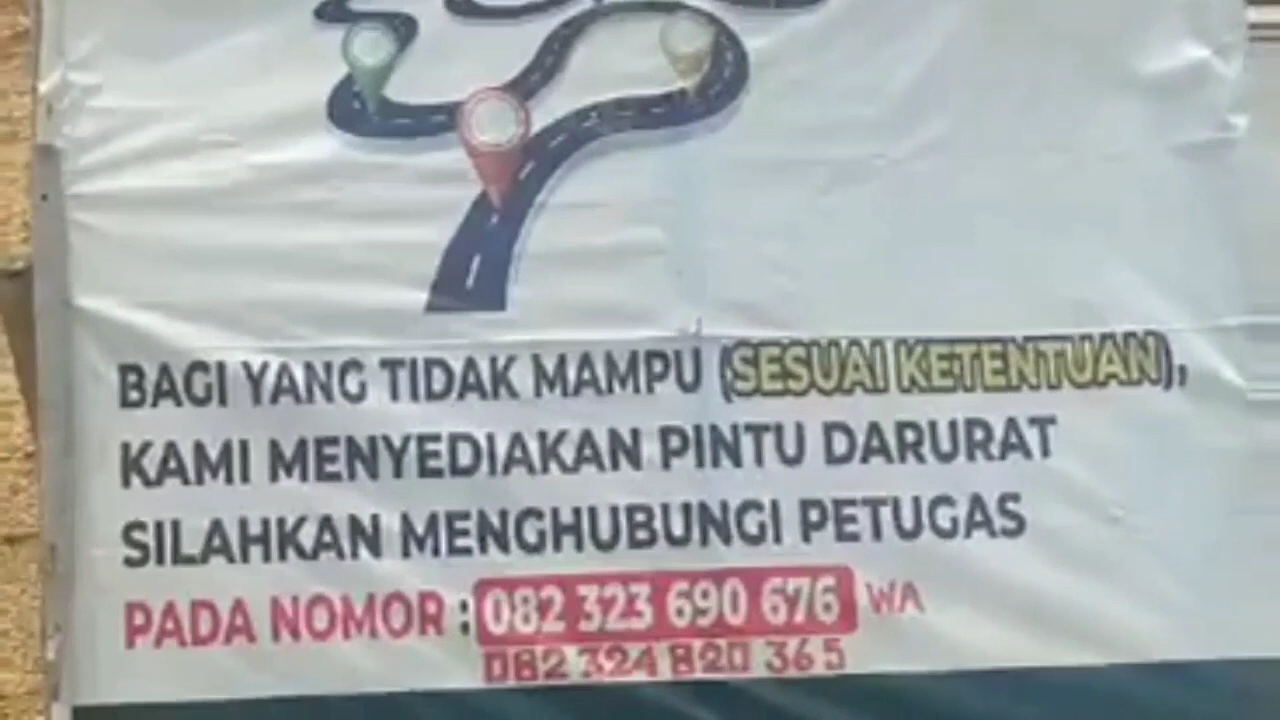 BAGI YANG TIDAK MAMPU (SESUAI KETENTUAN),
KAMI MENYEDIAKAN PINTU DARURAT
SILAHKAN MENGHUBUNGI PETUGAS
PADA NOMOR : 082 323 690 676 WA
082 324 820 365